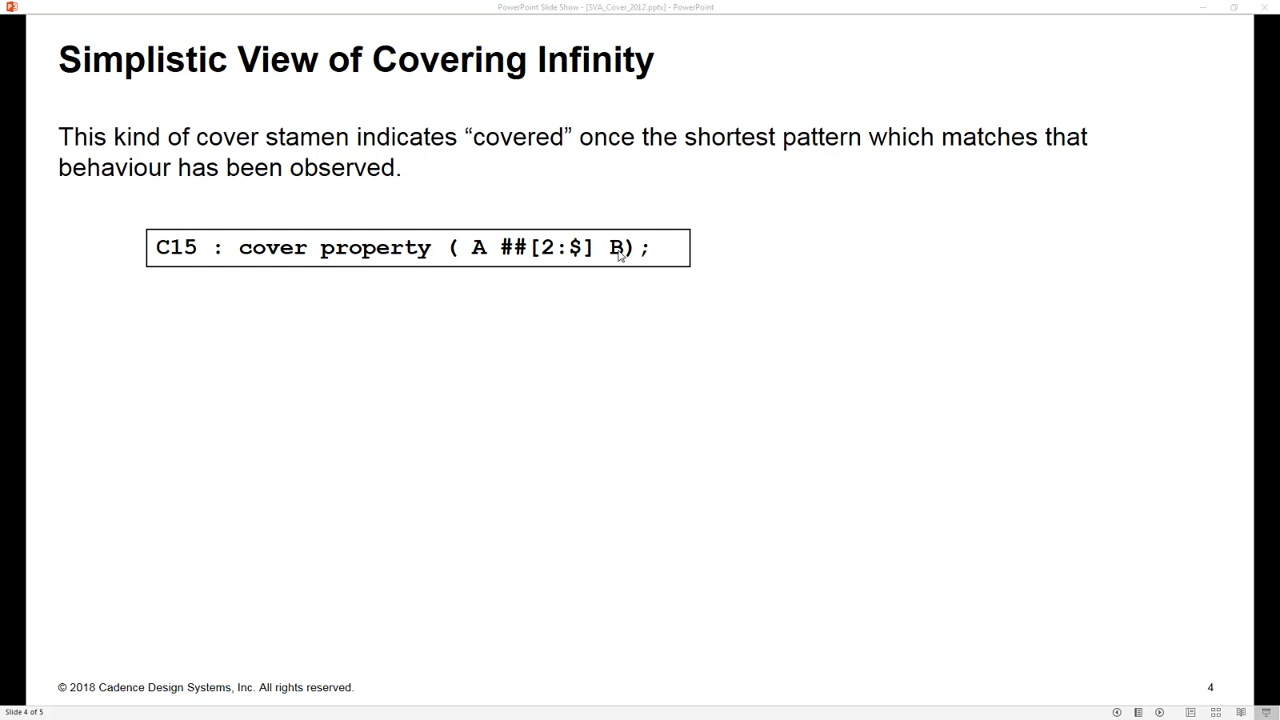 PowerPoint Slide Show - [SVA_Cover_2012.pptx] - PowerPoint
Simplistic View of Covering Infinity
This kind of cover stamen indicates “covered” once the shortest pattern which matches that
behaviour has been observed.
C15 : cover property ( A ##[2:$] B);
© 2018 Cadence Design Systems, Inc. All rights reserved.
4
Slide 4 of 5